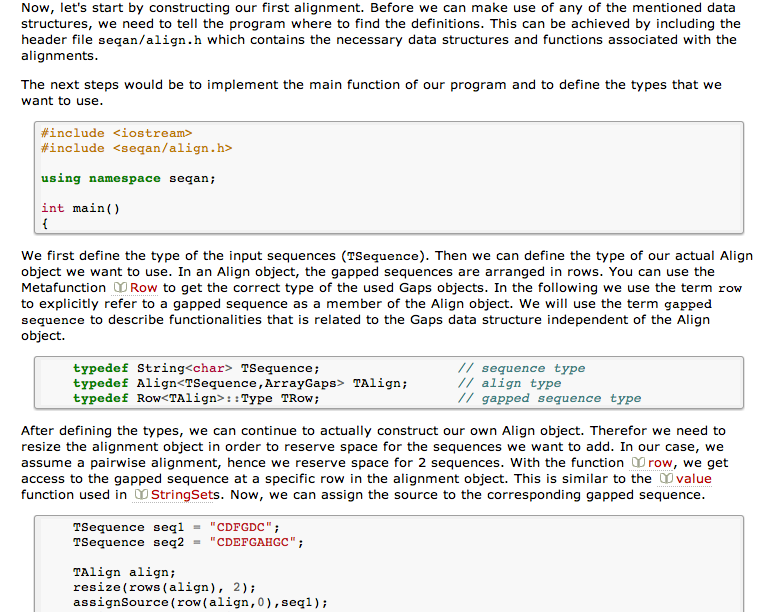 Now, let's start by constructing our first alignment. Before we can make use of any of the mentioned data
structures, we need to tell the program where to find the definitions. This can be achieved by including the
header file seqan/align.h which contains the necessary data structures and functions associated with the
alignments.
The next steps would be to implement the main function of our program and to define the types that we
want to use.
#include <iostream>
#include <seqan/align.h>
using namespace seqan;
int main()
{
We first define the type of the input sequences (TSequence). Then we can define the type of our actual Align
object we want to use. In an Align object, the gapped sequences are arranged in rows. You can use the
Metafunction Row to get the correct type of the used Gaps objects. In the following we use the term row
to explicitly refer to a gapped sequence as a member of the Align object. We will use the term gapped
sequence to describe functionalities that is related to the Gaps data structure independent of the Align
object.
typedef String<char> TSequence; // sequence type
typedef Align<TSequence,ArrayGaps> TAlign; // align type
typedef Row<TAlign>::Type TRow; // gapped sequence type
After defining the types, we can continue to actually construct our own Align object. Therefor we need to
resize the alignment object in order to reserve space for the sequences we want to add. In our case, we
assume a pairwise alignment, hence we reserve space for 2 sequences. With the function row, we get
access to the gapped sequence at a specific row in the alignment object. This is similar to the value
function used in StringSets. Now, we can assign the source to the corresponding gapped sequence.
TSequence seq1 = "CDFGDC";
TSequence seq2 = "CDEFGAHGC";
TAlign align;
resize(rows(align), 2);
assignSource(row(align,0),seq1);